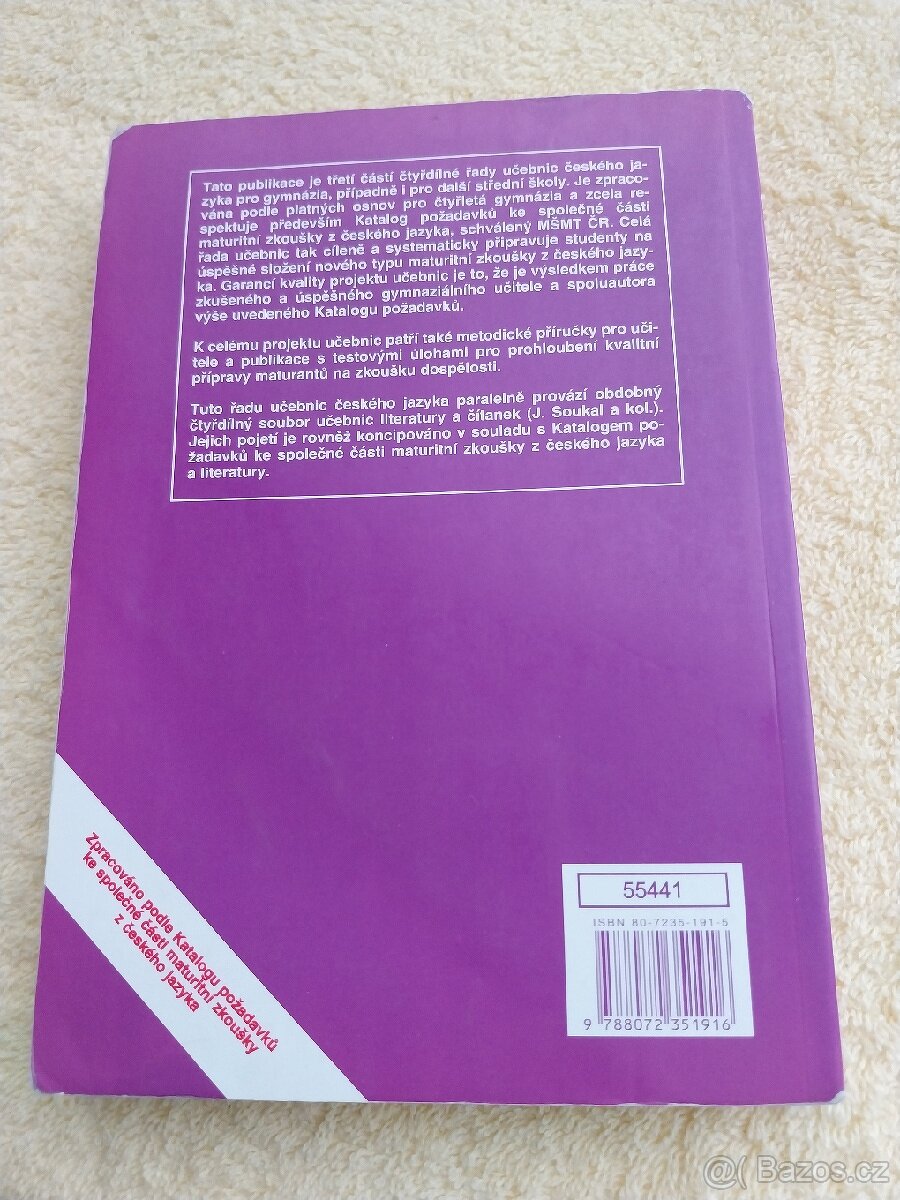 Tato publikace je třetí částí čtyřdílné řady učebnic českého ja-
zyka pro gymnázia, případně i pro další střední školy. Je zpraco-
vána podle platných osnov pro čtyřletá gymnázia a zcela re-
spektuje především Katalog požadavků ke společné části
maturitní zkoušky z českého jazyka, schválený MŠMT ČR. Celá
řada učebnic tak cíleně a systematicky připravuje studenty na
úspěšné složení nového typu maturitní zkoušky z českého jazy-
ka. Garancí kvality projektu učebnic je to, že je výsledkem práce
zkušeného a úspěšného gymnaziálního učitele a spoluautora
výše uvedeného Katalogu požadavků.
K celému projektu učebnic patří také metodické příručky pro uči-
tele a publikace s testovými úlohami pro prohloubení kvalitní
přípravy maturantů na zkoušku dospělosti.
Tuto řadu učebnic českého jazyka paralelně provází obdobný
čtyřdílný soubor učebnic literatury a čítanek (J. Soukal a kol.).
Jejich pojetí je rovněž koncipováno v souladu s Katalogem po-
žadavků ke společné části maturitní zkoušky z českého jazyka
a literatury.
Zpracováno podle Katalogu požadavků
ke společné části maturitní zkoušky
z českého jazyka
55441
ISBN 80-7235-191-5
9 788072 351916
@ Bazos.cz